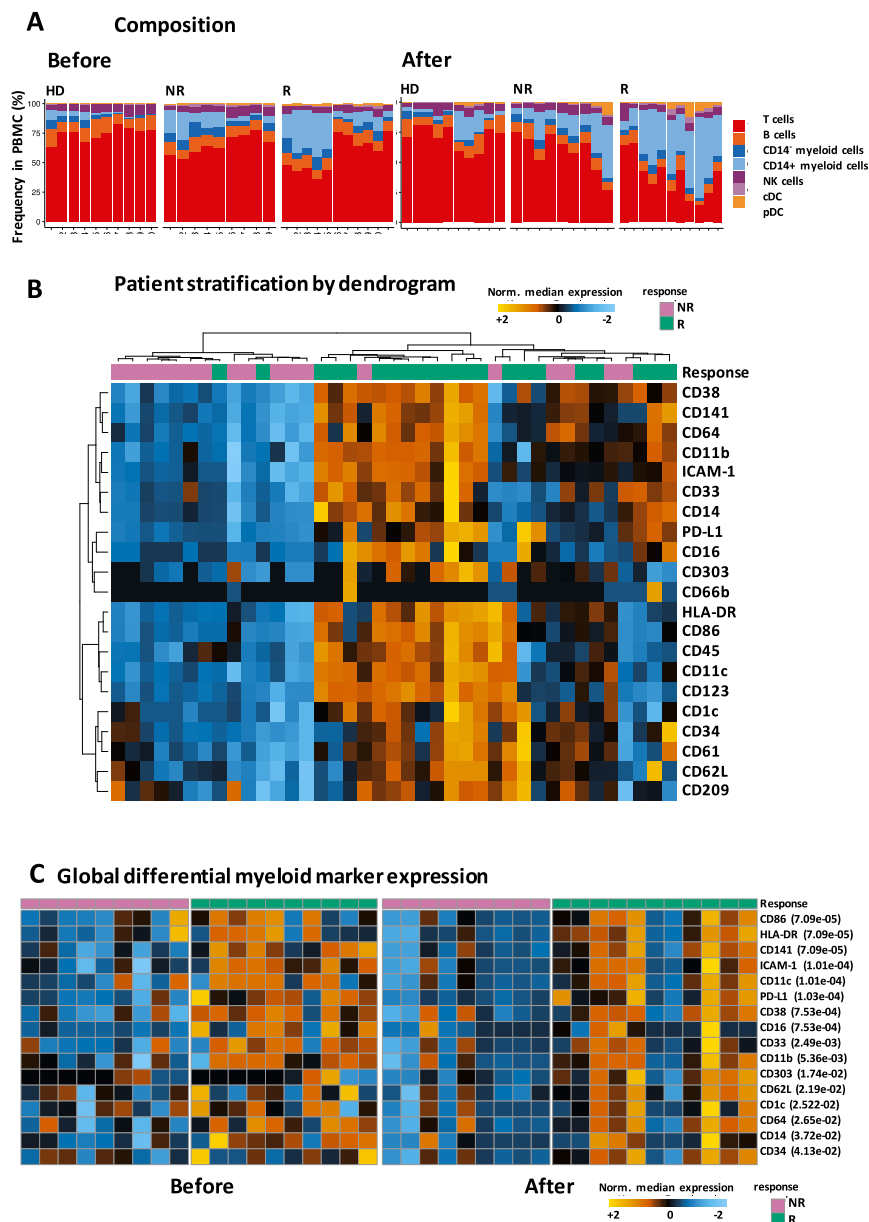 A Composition
Before After
HD NR R HD NR R
Frequency in PBMC (%)
100
75
50
25
0
T cells
B cells
CD14⁻ myeloid cells
CD14+ myeloid cells
NK cells
cDC
pDC
B Patient stratification by dendrogram
Norm. median expression response
+2 0 -2
NR
R
Response
CD38
CD141
CD64
CD11b
ICAM-1
CD33
CD14
PD-L1
CD16
CD303
CD66b
HLA-DR
CD86
CD45
CD11c
CD123
CD1c
CD34
CD61
CD62L
CD209
C Global differential myeloid marker expression
Response
CD86 (7.09e-05)
HLA-DR (7.09e-05)
CD141 (7.09e-05)
ICAM-1 (1.01e-04)
CD11c (1.01e-04)
PD-L1 (1.03e-04)
CD38 (7.53e-04)
CD16 (7.53e-04)
CD33 (2.49e-03)
CD11b (5.36e-03)
CD303 (1.74e-02)
CD62L (2.19e-02)
CD1c (2.522-02)
CD64 (2.65e-02)
CD14 (3.72e-02)
CD34 (4.13e-02)
Before After
Norm. median expression response
+2 0 -2
NR
R